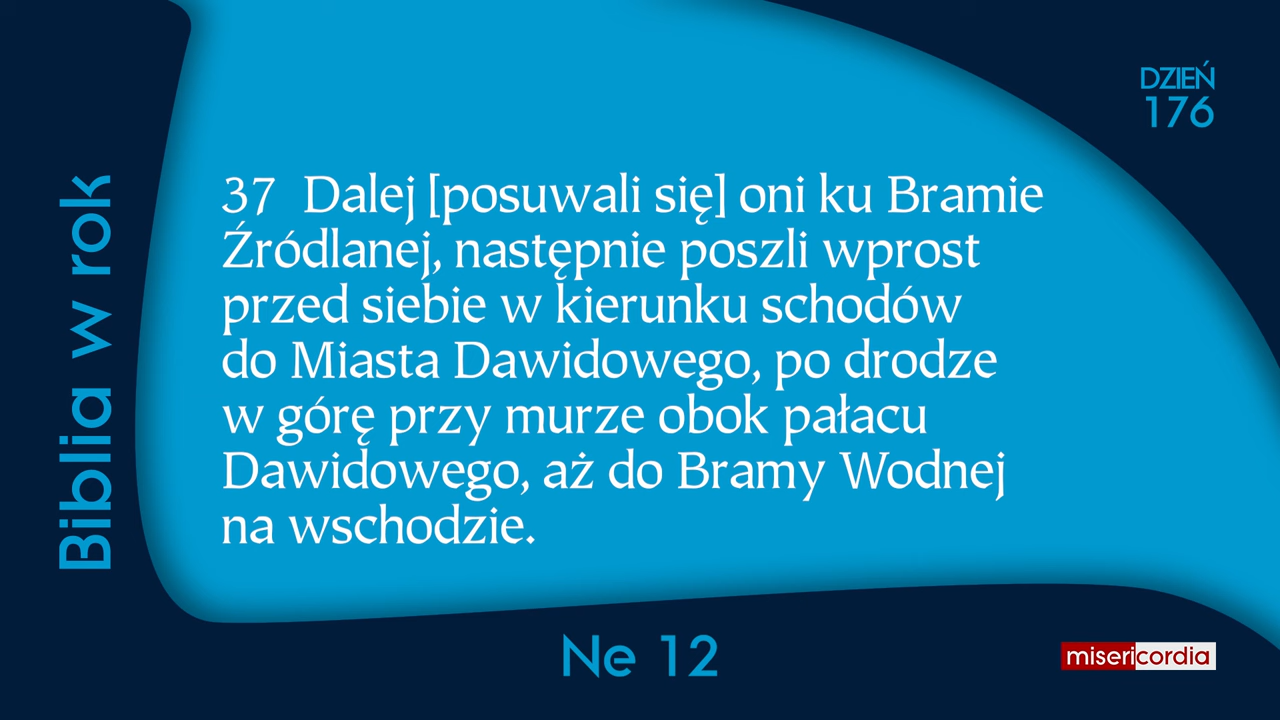 DZIEŃ
176
Biblia w rok
37 Dalej [posuwali się] oni ku Bramie
Źródlanej, następnie poszli wprost
przed siebie w kierunku schodów
do Miasta Dawidowego, po drodze
w górę przy murze obok pałacu
Dawidowego, aż do Bramy Wodnej
na wschodzie.
Ne 12
misericordia